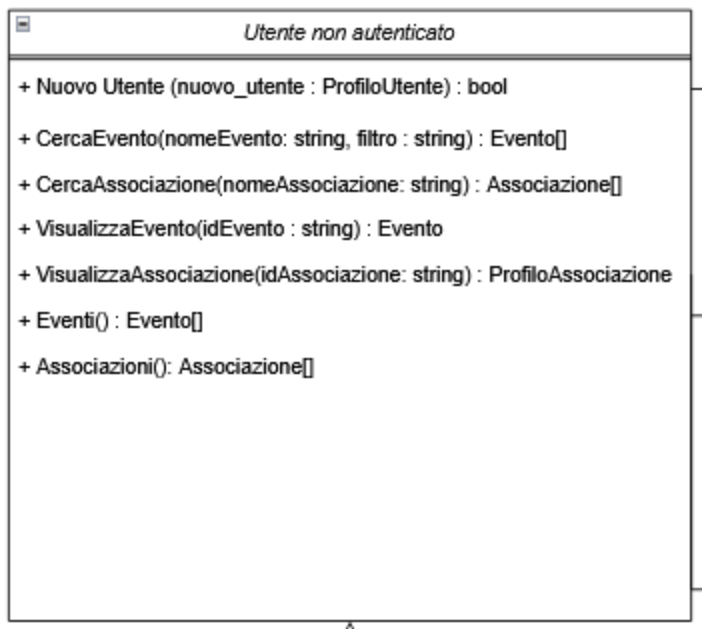 Utente non autenticato
+ Nuovo Utente (nuovo_utente : ProfiloUtente) : bool
+ CercaEvento(nomeEvento: string, filtro : string) : Evento[]
+ CercaAssociazione(nomeAssociazione: string) : Associazione[]
+ VisualizzaEvento(idEvento : string) : Evento
+ VisualizzaAssociazione(idAssociazione: string) : ProfiloAssociazione
+ Eventi() : Evento[]
+ Associazioni(): Associazione[]